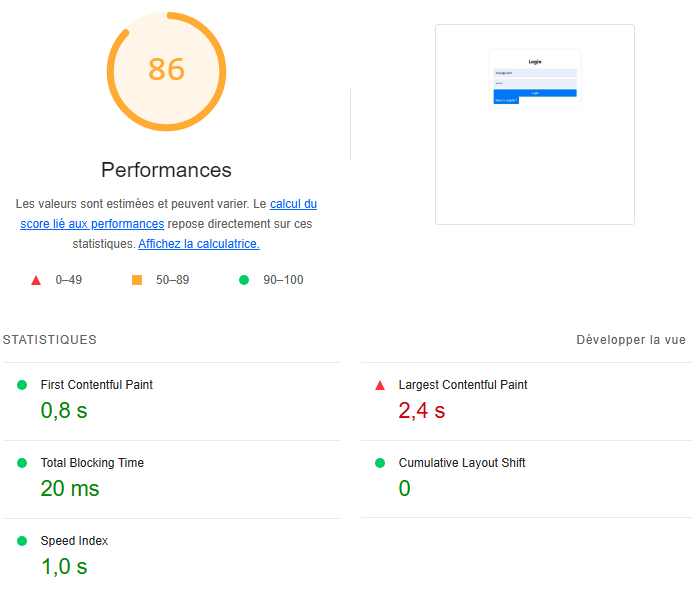 86
Performances
Les valeurs sont estimées et peuvent varier. Le calcul du
score lié aux performances repose directement sur ces
statistiques. Affichez la calculatrice.
0–49
50–89
90–100
Login
Login
STATISTIQUES
Développer la vue
First Contentful Paint
0,8 s
Largest Contentful Paint
2,4 s
Total Blocking Time
20 ms
Cumulative Layout Shift
0
Speed Index
1,0 s